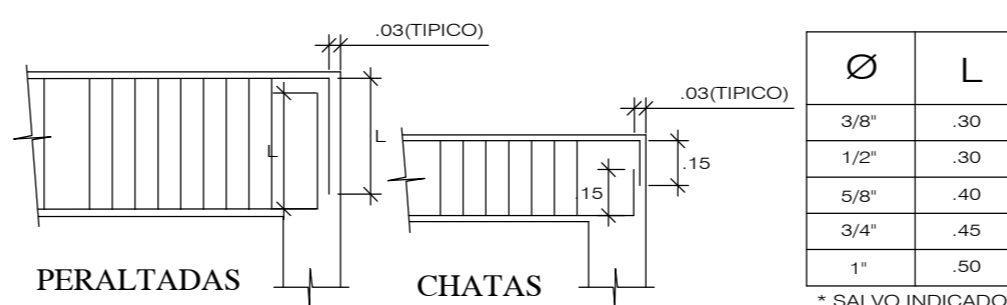 .03(TIPICO)
L
L
PERALTADAS
.03(TIPICO)
.15
.15
CHATAS
Ø L
3/8" .30
1/2" .30
5/8" .40
3/4" .45
1" .50
* SALVO INDICADO